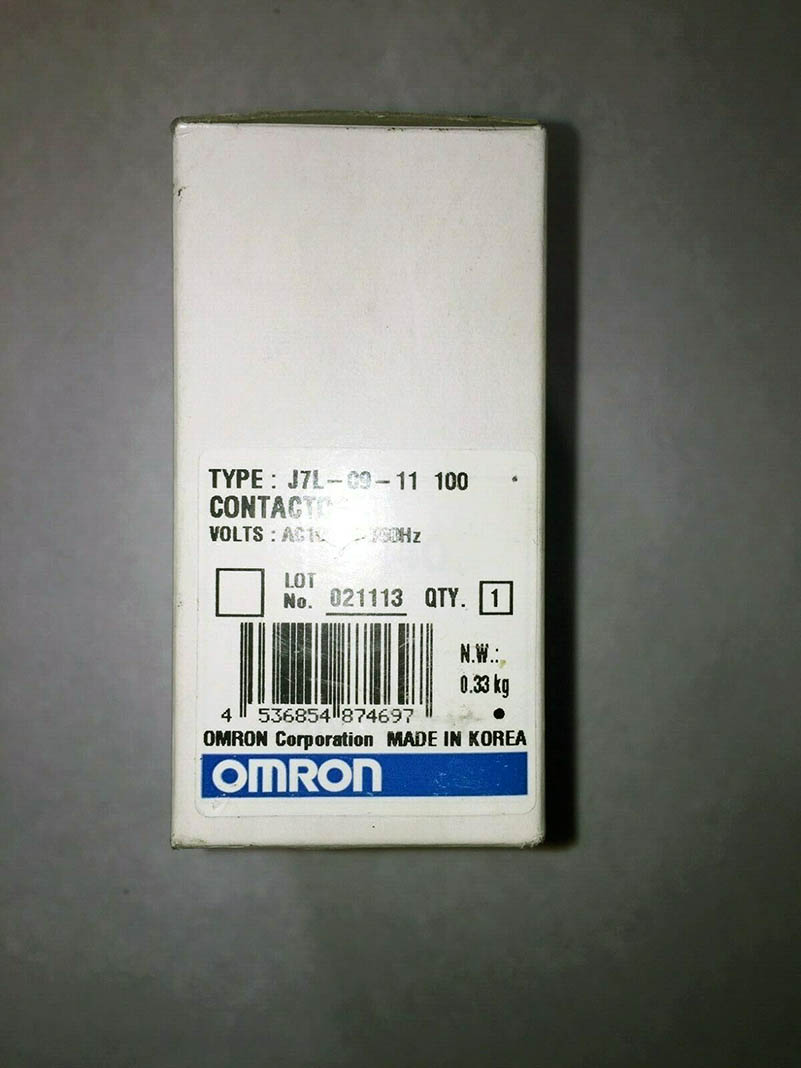 TYPE : J7L-09-11 100
VOLTS :
LOT
No. 021113 QTY. 1
N.W.:
0.33 kg
4 536854 874697
OMRON Corporation MADE IN KOREA
OMRON